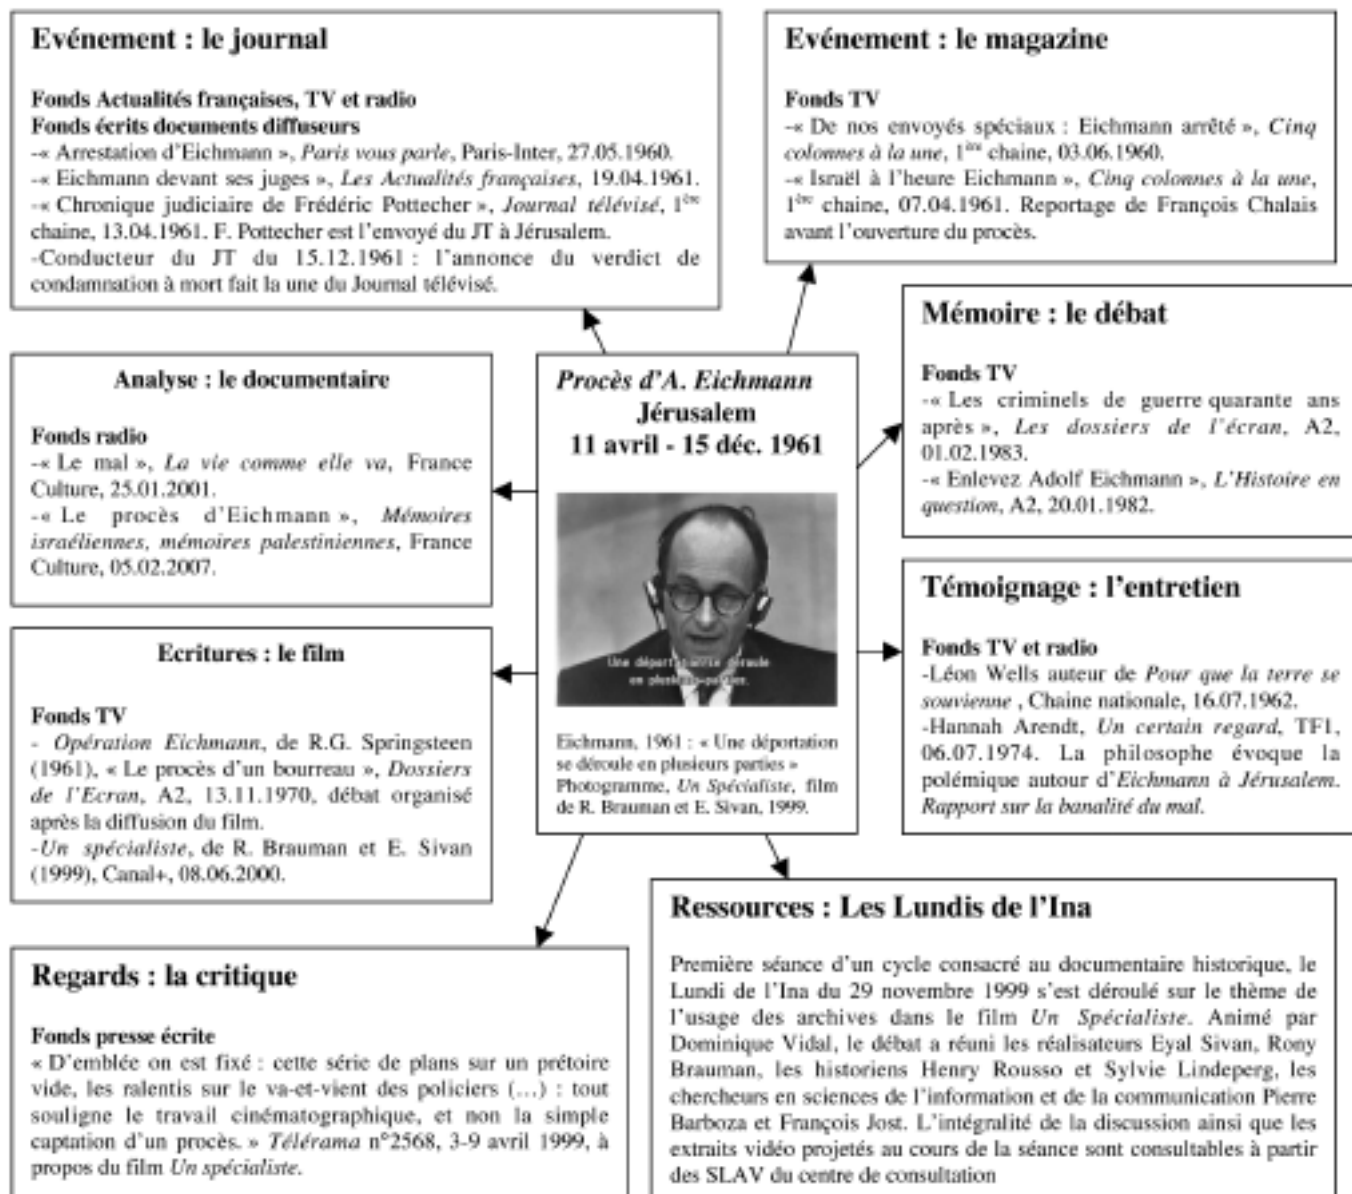 Evénement : le journal
Fonds Actualités françaises, TV et radio
Fonds écrits documents diffuseurs
-« Arrestation d'Eichmann », Paris vous parle, Paris-Inter, 27.05.1960.
-« Eichmann devant ses juges », Les Actualités françaises, 19.04.1961.
-« Chronique judiciaire de Frédéric Pottecher », Journal télévisé, 1ère
chaine, 13.04.1961. F. Pottecher est l'envoyé du JT à Jérusalem.
-Conducteur du JT du 15.12.1961 : l'annonce du verdict de
condamnation à mort fait la une du Journal télévisé.
Evénement : le magazine
Fonds TV
-« De nos envoyés spéciaux : Eichmann arrêté », Cinq
colonnes à la une, 1ère chaine, 03.06.1960.
-« Israël à l'heure Eichmann », Cinq colonnes à la une,
1ère chaine, 07.04.1961. Reportage de François Chalais
avant l'ouverture du procès.
Analyse : le documentaire
Fonds radio
-« Le mal », La vie comme elle va, France
Culture, 25.01.2001.
-« Le procès d'Eichmann », Mémoires
israéliennes, mémoires palestiniennes, France
Culture, 05.02.2007.
Procès d'A. Eichmann
Jérusalem
11 avril - 15 déc. 1961
Une déportation se déroule
en plusieurs parties.
Eichmann, 1961 : « Une déportation
se déroule en plusieurs parties »
Photogramme, Un Spécialiste, film
de R. Brauman et E. Sivan, 1999.
Mémoire : le débat
Fonds TV
-« Les criminels de guerre quarante ans
après », Les dossiers de l'écran, A2,
01.02.1983.
-« Enlevez Adolf Eichmann », L'Histoire en
question, A2, 20.01.1982.
Témoignage : l'entretien
Fonds TV et radio
-Léon Wells auteur de Pour que la terre se
souvienne , Chaine nationale, 16.07.1962.
-Hannah Arendt, Un certain regard, TF1,
06.07.1974. La philosophe évoque la
polémique autour d'Eichmann à Jérusalem.
Rapport sur la banalité du mal.
Ecritures : le film
Fonds TV
- Opération Eichmann, de R.G. Springsteen
(1961), « Le procès d'un bourreau », Dossiers
de l'Ecran, A2, 13.11.1970, débat organisé
après la diffusion du film.
-Un spécialiste, de R. Brauman et E. Sivan
(1999), Canal+, 08.06.2000.
Regards : la critique
Fonds presse écrite
« D'emblée on est fixé : cette série de plans sur un prétoire
vide, les ralentis sur le va-et-vient des policiers (…) : tout
souligne le travail cinématographique, et non la simple
captation d'un procès. » Télérama n°2568, 3-9 avril 1999, à
propos du film Un spécialiste.
Ressources : Les Lundis de l'Ina
Première séance d'un cycle consacré au documentaire historique, le
Lundi de l'Ina du 29 novembre 1999 s'est déroulé sur le thème de
l'usage des archives dans le film Un Spécialiste. Animé par
Dominique Vidal, le débat a réuni les réalisateurs Eyal Sivan, Rony
Brauman, les historiens Henry Rousso et Sylvie Lindeperg, les
chercheurs en sciences de l'information et de la communication Pierre
Barboza et François Jost. L'intégralité de la discussion ainsi que les
extraits vidéo projetés au cours de la séance sont consultables à partir
des SLAV du centre de consultation